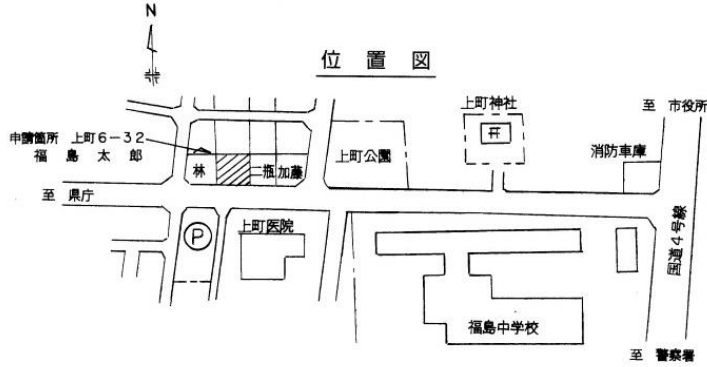 N
位置図
上町神社
至 市役所
申請箇所 上町6-32
福島太郎
林
二瓶
加藤
上町公園
消防車庫
至 県庁
P
上町医院
国道4号線
福島中学校
至 警察署